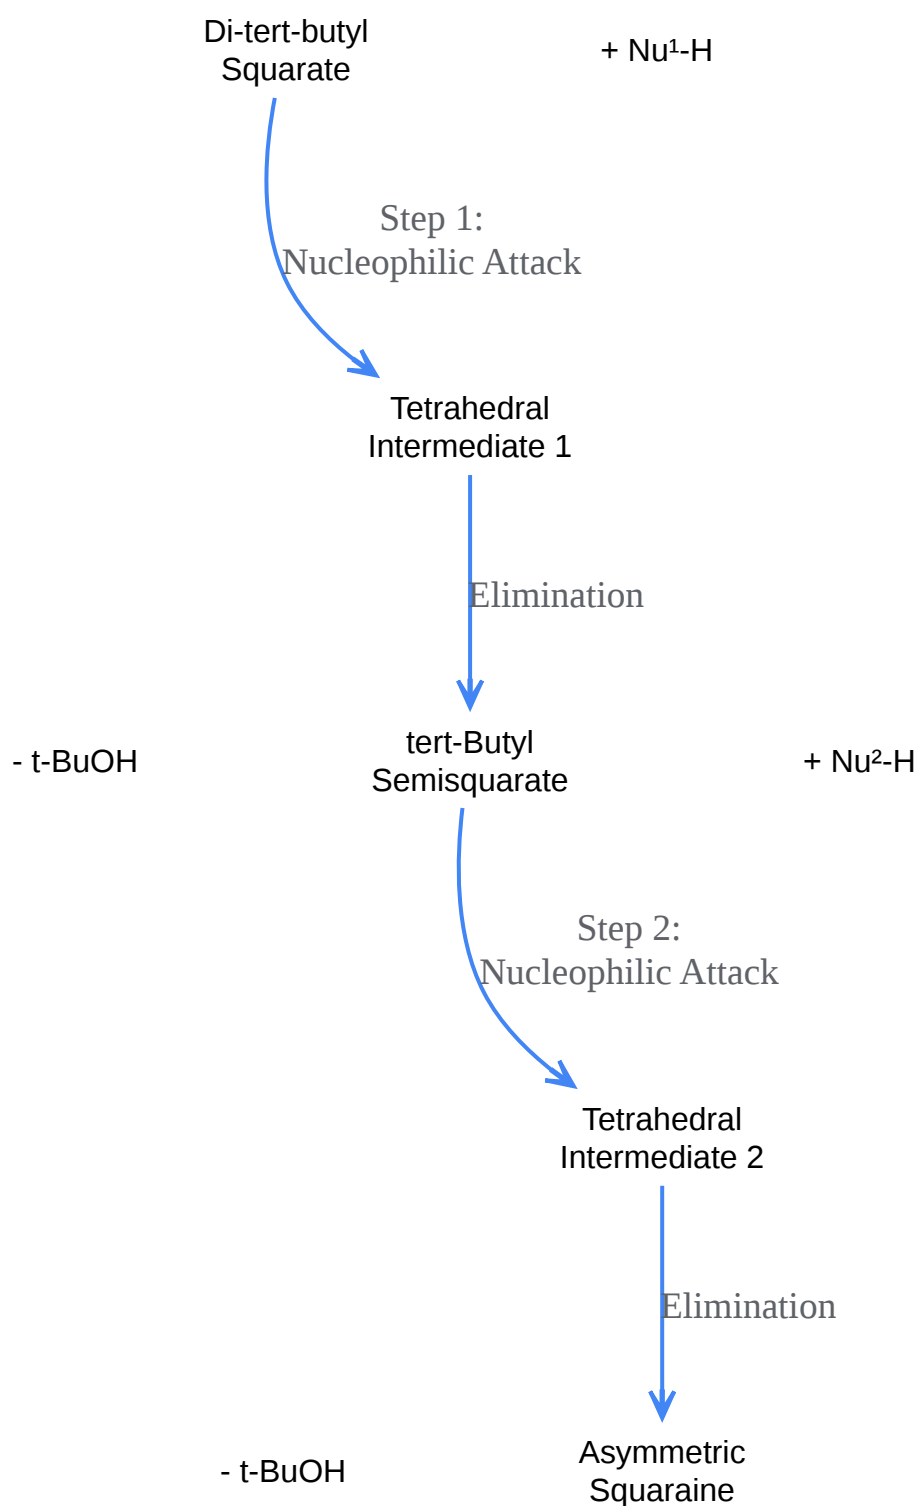 Di-tert-butyl
Squarate
+ Nu¹-H
Step 1:
Nucleophilic Attack
Tetrahedral
Intermediate 1
Elimination
- t-BuOH
tert-Butyl
Semisquarate
+ Nu²-H
Step 2:
Nucleophilic Attack
Tetrahedral
Intermediate 2
Elimination
- t-BuOH
Asymmetric
Squaraine